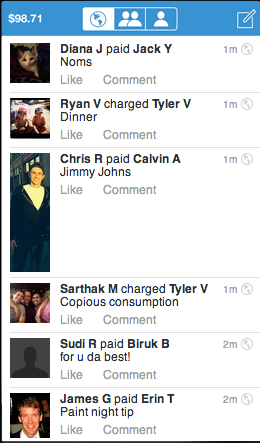 $98.71
Diana J paid Jack Y 1m
Noms
Like Comment
Ryan V charged Tyler V 1m
Dinner
Like Comment
Chris R paid Calvin A 1m
Jimmy Johns
Like Comment
Sarthak M charged Tyler V 1m
Copious consumption
Like Comment
Sudi R paid Biruk B 2m
for u da best!
Like Comment
James G paid Erin T 2m
Paint night tip
Like Comment